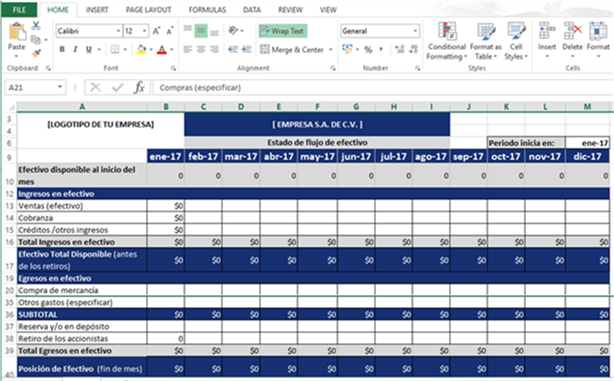 FILE HOME INSERT PAGE LAYOUT FORMULAS DATA REVIEW VIEW
Calibri 12 A A Wrap Text General
Paste B I U A Merge & Center $ % Conditional Formatting Format as Table Cell Styles Insert Delete Format
Clipboard Font Alignment Number Styles Cells
A21 fx Compras (especificar)
A B C D E F G H I J K L M
3 [LOGOTIPO DE TU EMPRESA] [ EMPRESA S.A. DE C.V. ]
6 Estado de flujo de efectivo Periodo inicia en: ene-17
9 ene-17 feb-17 mar-17 abr-17 may-17 jun-17 jul-17 ago-17 sep-17 oct-17 nov-17 dic-17
Efectivo disponible al inicio del
10 mes 0 0 0 0 0 0 0 0 0 0 0 0
12 Ingresos en efectivo
13 Ventas (efectivo) $0
14 Cobranza $0
15 Créditos /otros ingresos $0
16 Total Ingresos en efectivo $0 $0 $0 $0 $0 $0 $0 $0 $0 $0 $0 $0
Efectivo Total Disponible (antes
17 de los retiros) $0 $0 $0 $0 $0 $0 $0 $0 $0 $0 $0 $0
19 Egresos en efectivo
20 Compra de mercancía
35 Otros gastos (especificar)
36 SUBTOTAL $0 $0 $0 $0 $0 $0 $0 $0 $0 $0 $0 $0
37 Reserva y/o en depósito
38 Retiro de los accionistas 0
39 Total Egresos en efectivo $0 $0 $0 $0 $0 $0 $0 $0 $0 $0 $0 $0
40 Posición de Efectivo (fin de mes) $0 $0 $0 $0 $0 $0 $0 $0 $0 $0 $0 $0